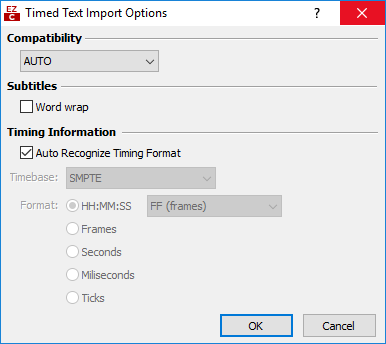 EZ
C
Timed Text Import Options
?
Compatibility
AUTO
Subtitles
Word wrap
Timing Information
Auto Recognize Timing Format
Timebase: SMPTE
Format: HH:MM:SS FF (frames)
Frames
Seconds
Miliseconds
Ticks
OK Cancel